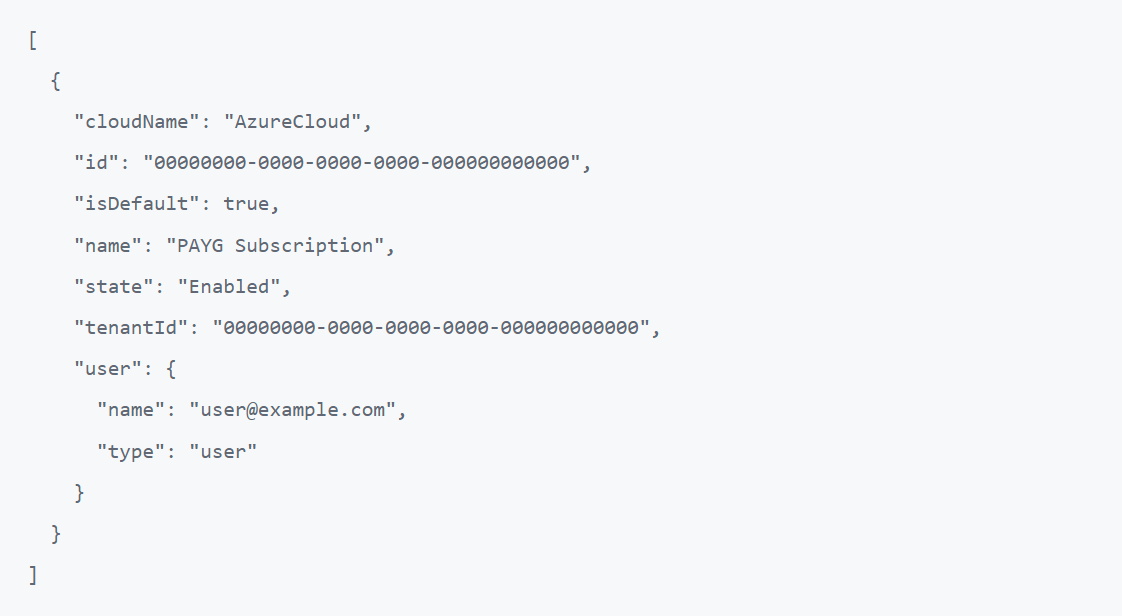 [
  {
    "cloudName": "AzureCloud",
    "id": "00000000-0000-0000-0000-000000000000",
    "isDefault": true,
    "name": "PAYG Subscription",
    "state": "Enabled",
    "tenantId": "00000000-0000-0000-0000-000000000000",
    "user": {
      "name": "user@example.com",
      "type": "user"
    }
  }
]